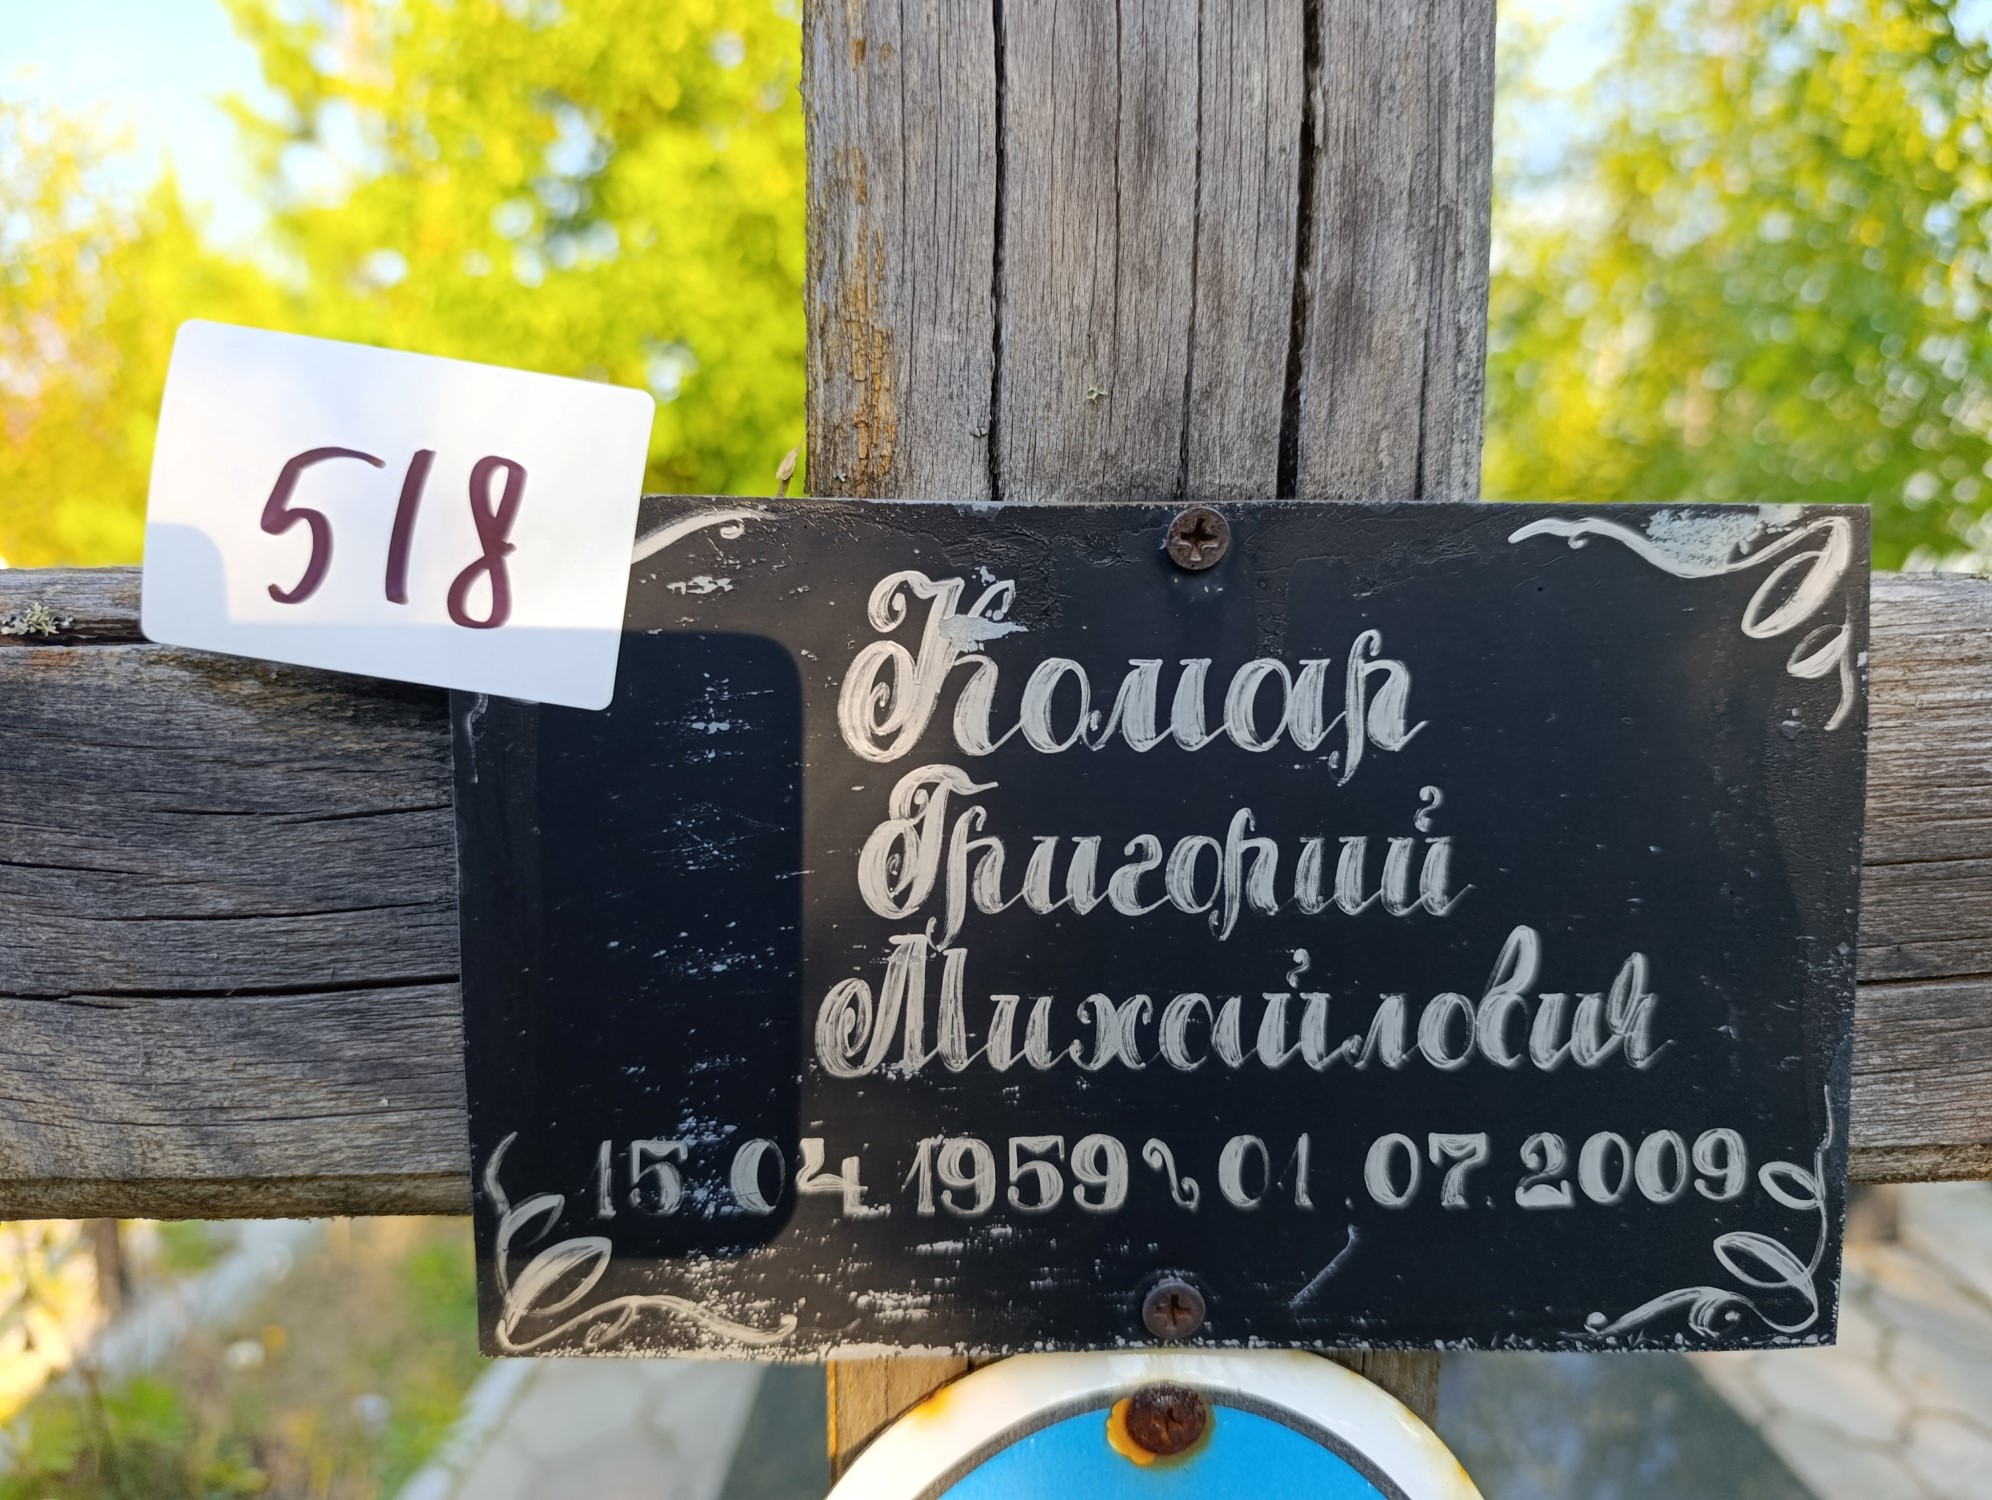 518
Комар
Григорий
Михайлович
15.04.1959 ~ 01.07.2009